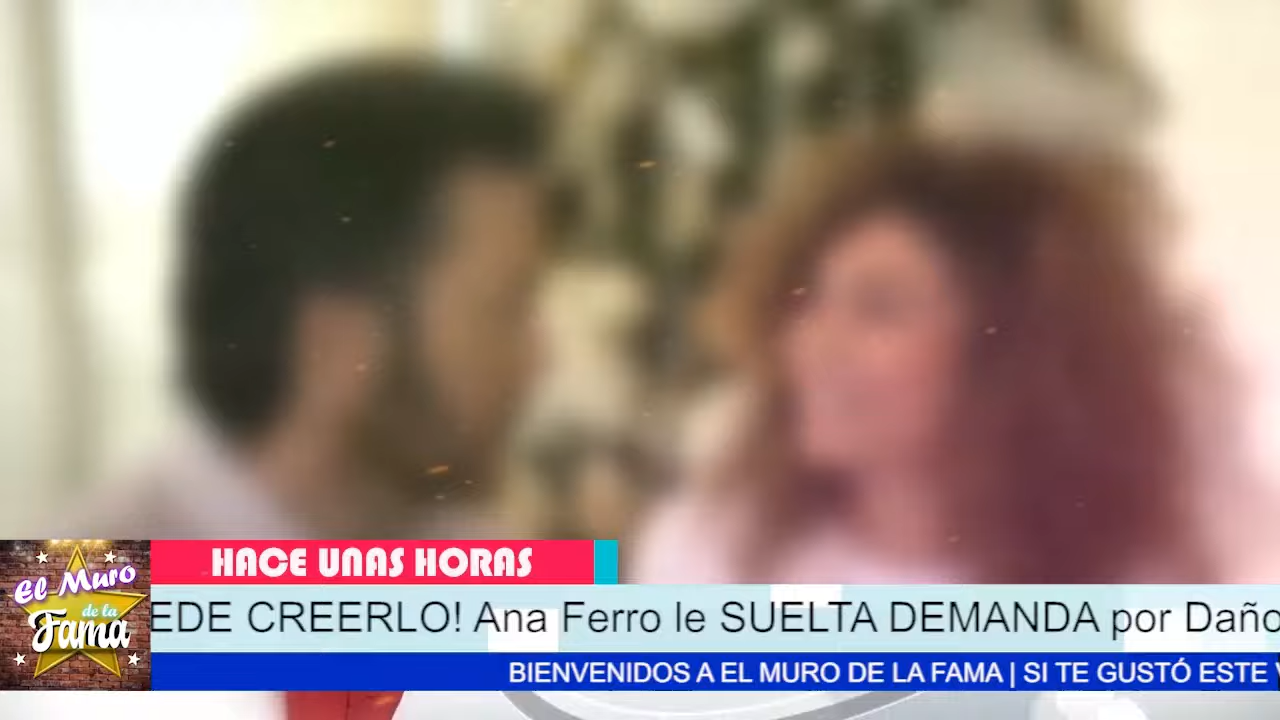 HACE UNAS HORAS
El Muro
de la
Fama
EDE CREERLO! Ana Ferro le SUELTA DEMANDA por Daño
BIENVENIDOS A EL MURO DE LA FAMA | SI TE GUSTÓ ESTE V